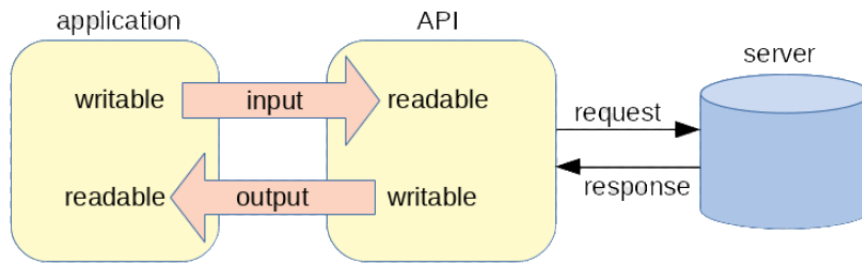 application
API
server
writable
input
readable
request
readable
output
writable
response